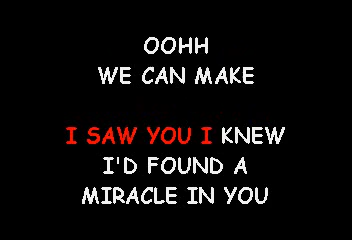 OOHH
WE CAN MAKE
I SAW YOU I KNEW
I'D FOUND A
MIRACLE IN YOU